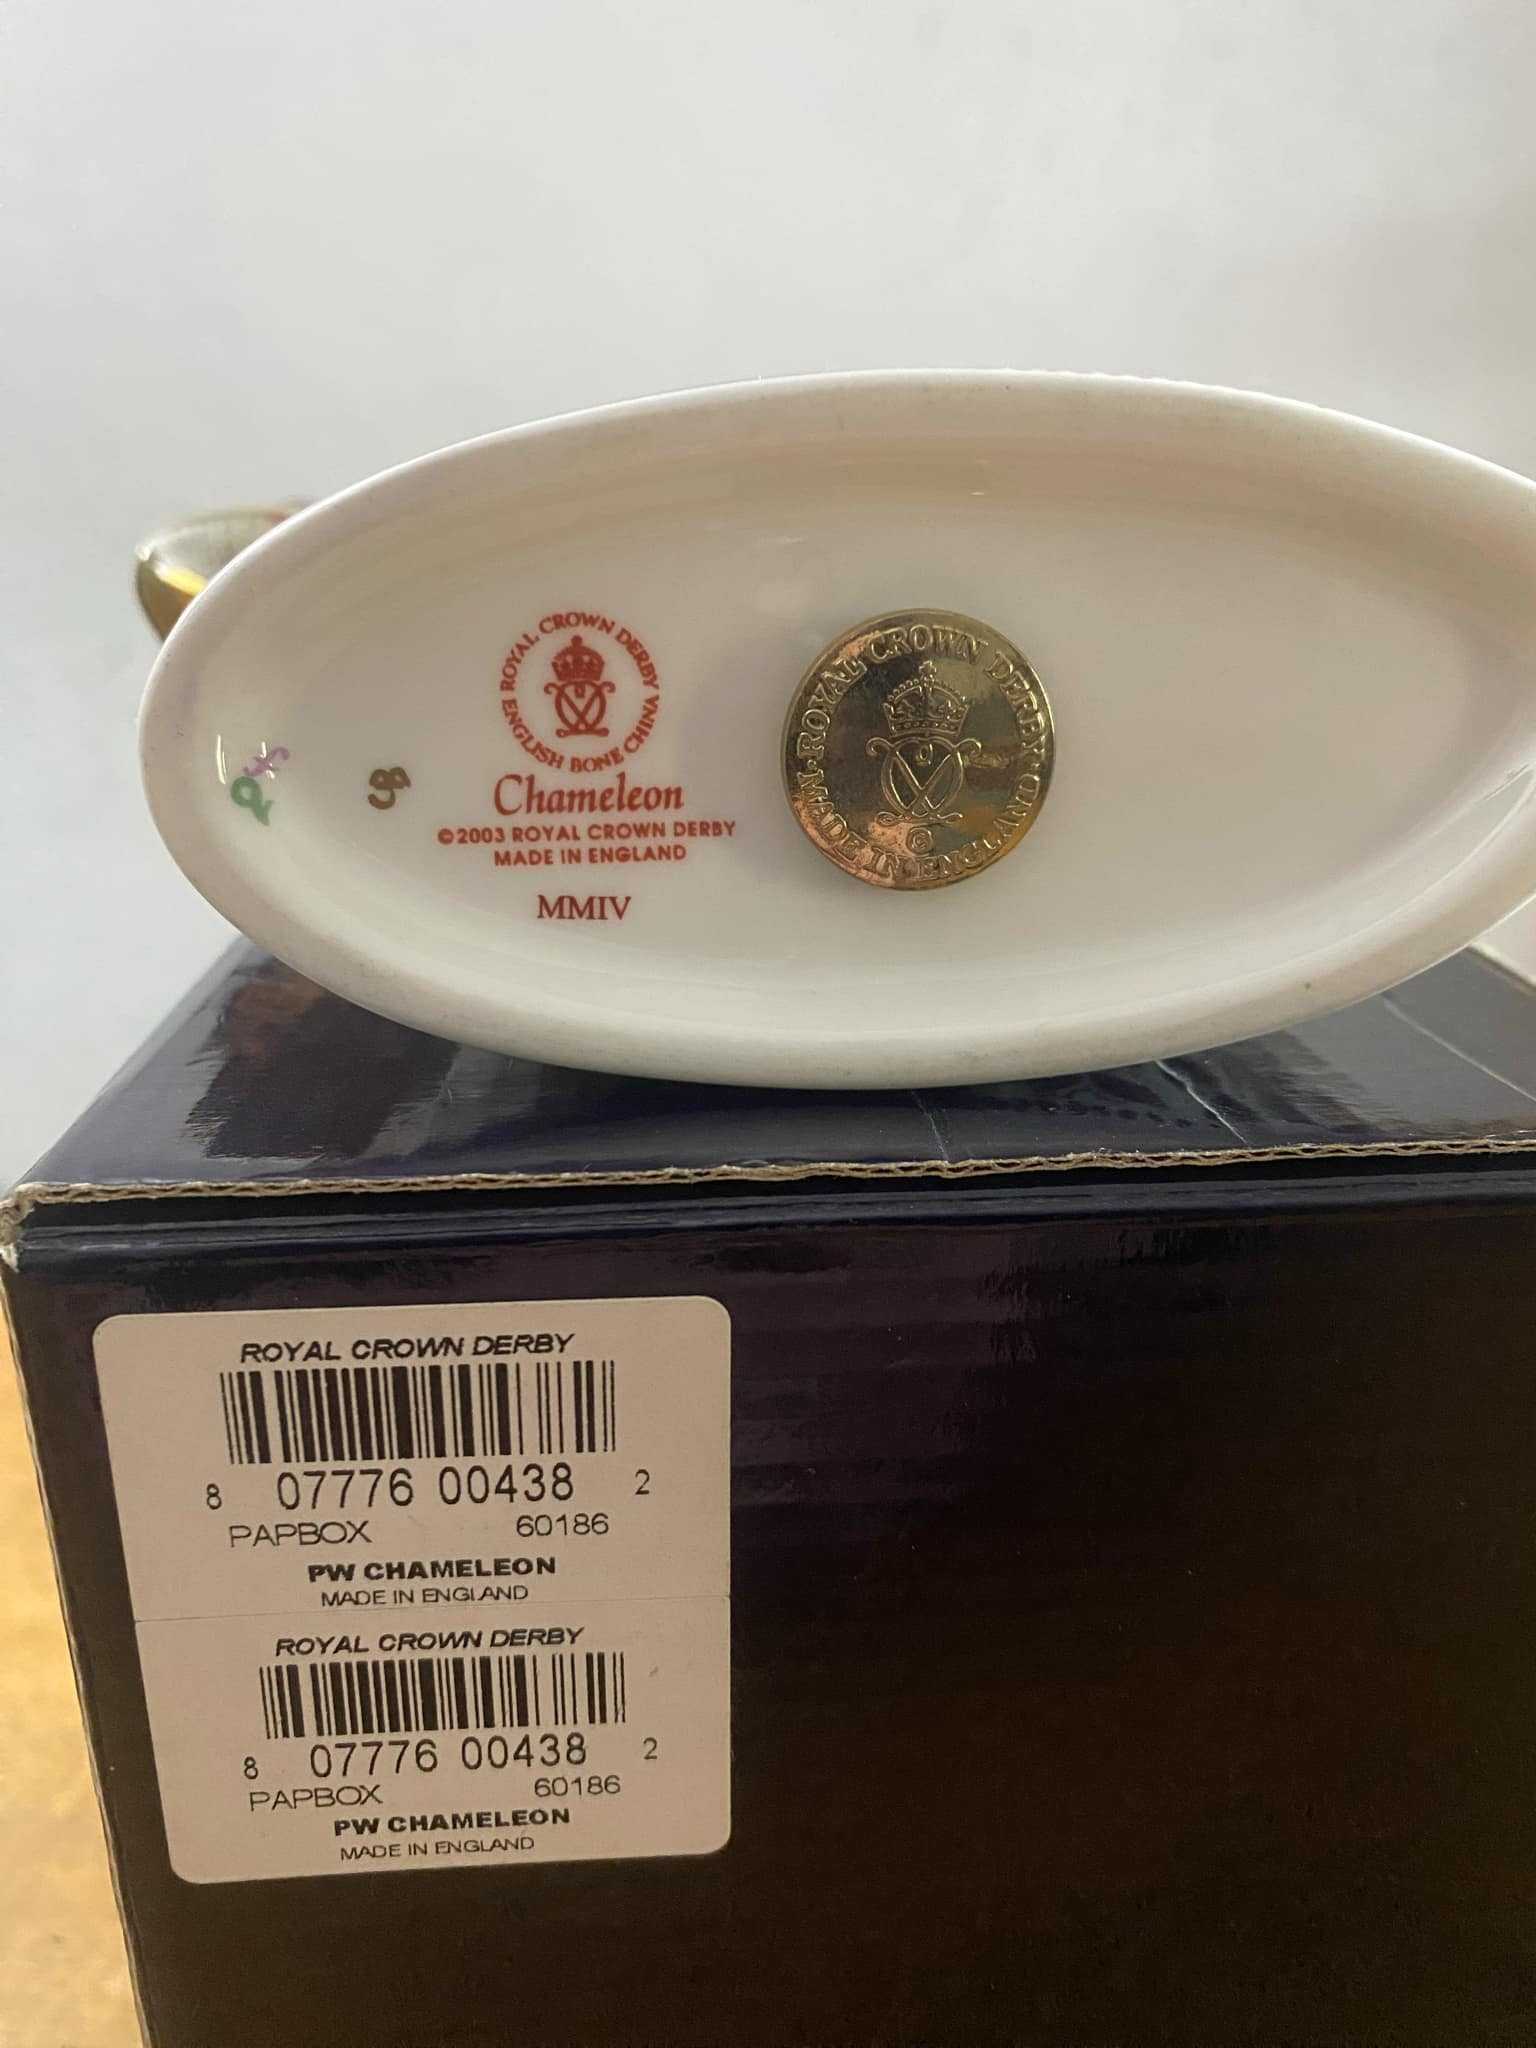 ROYAL CROWN DERBY
ENGLISH BONE CHINA
Chameleon
©2003 ROYAL CROWN DERBY
MADE IN ENGLAND
MMIV
ROYAL CROWN DERBY
MADE IN ENGLAND
©
ROYAL CROWN DERBY
8 07776 00438 2
PAPBOX 60186
PW CHAMELEON
MADE IN ENGLAND
ROYAL CROWN DERBY
8 07776 00438 2
PAPBOX 60186
PW CHAMELEON
MADE IN ENGLAND